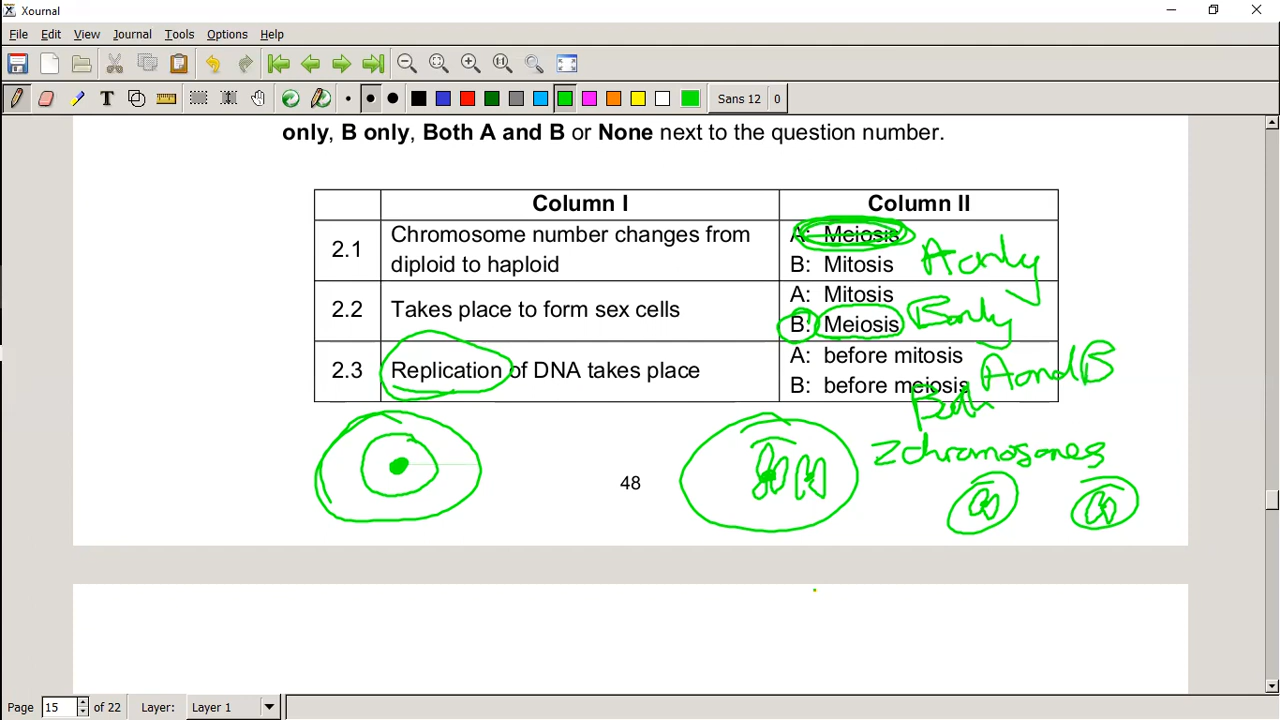 Xournal
File Edit View Journal Tools Options Help
Sans 12 0
only, B only, Both A and B or None next to the question number.
Column I Column II
2.1 Chromosome number changes from diploid to haploid A: Meiosis
B: Mitosis A only
2.2 Takes place to form sex cells A: Mitosis
B: Meiosis B only
2.3 Replication of DNA takes place A: before mitosis
B: before meiosis A and B
Both
2 chromosones
48
Page 15 of 22 Layer: Layer 1